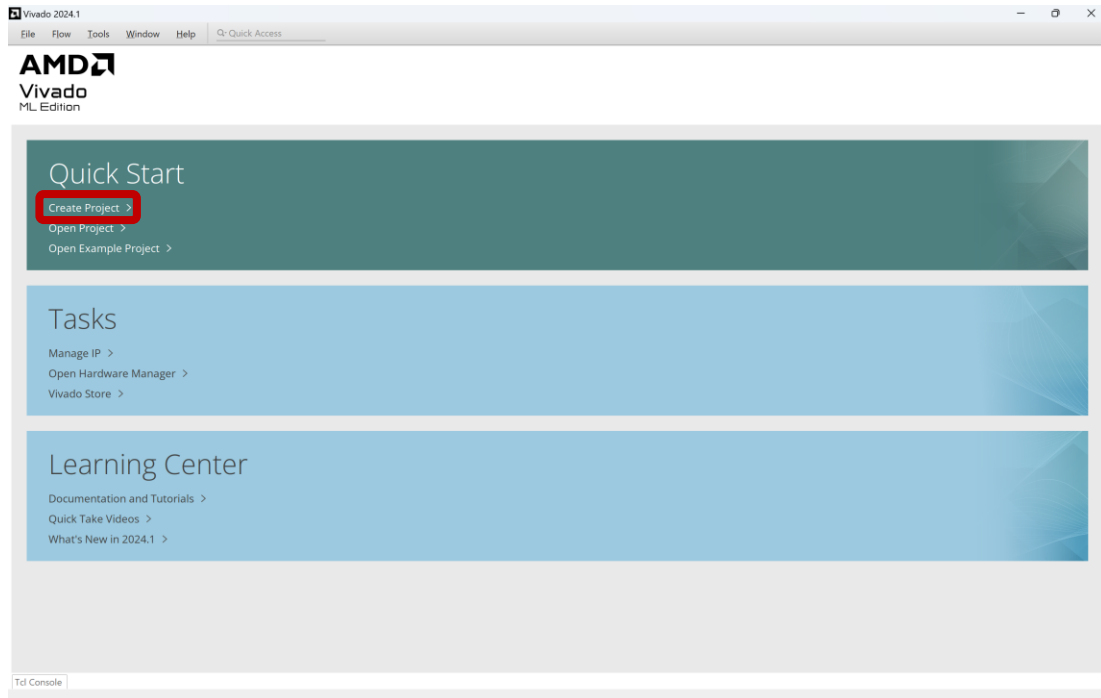 Vivado 2024.1
File Flow Tools Window Help Quick Access
AMD
Vivado
ML Edition
Quick Start
Create Project >
Open Project >
Open Example Project >
Tasks
Manage IP >
Open Hardware Manager >
Vivado Store >
Learning Center
Documentation and Tutorials >
Quick Take Videos >
What's New in 2024.1 >
Tcl Console